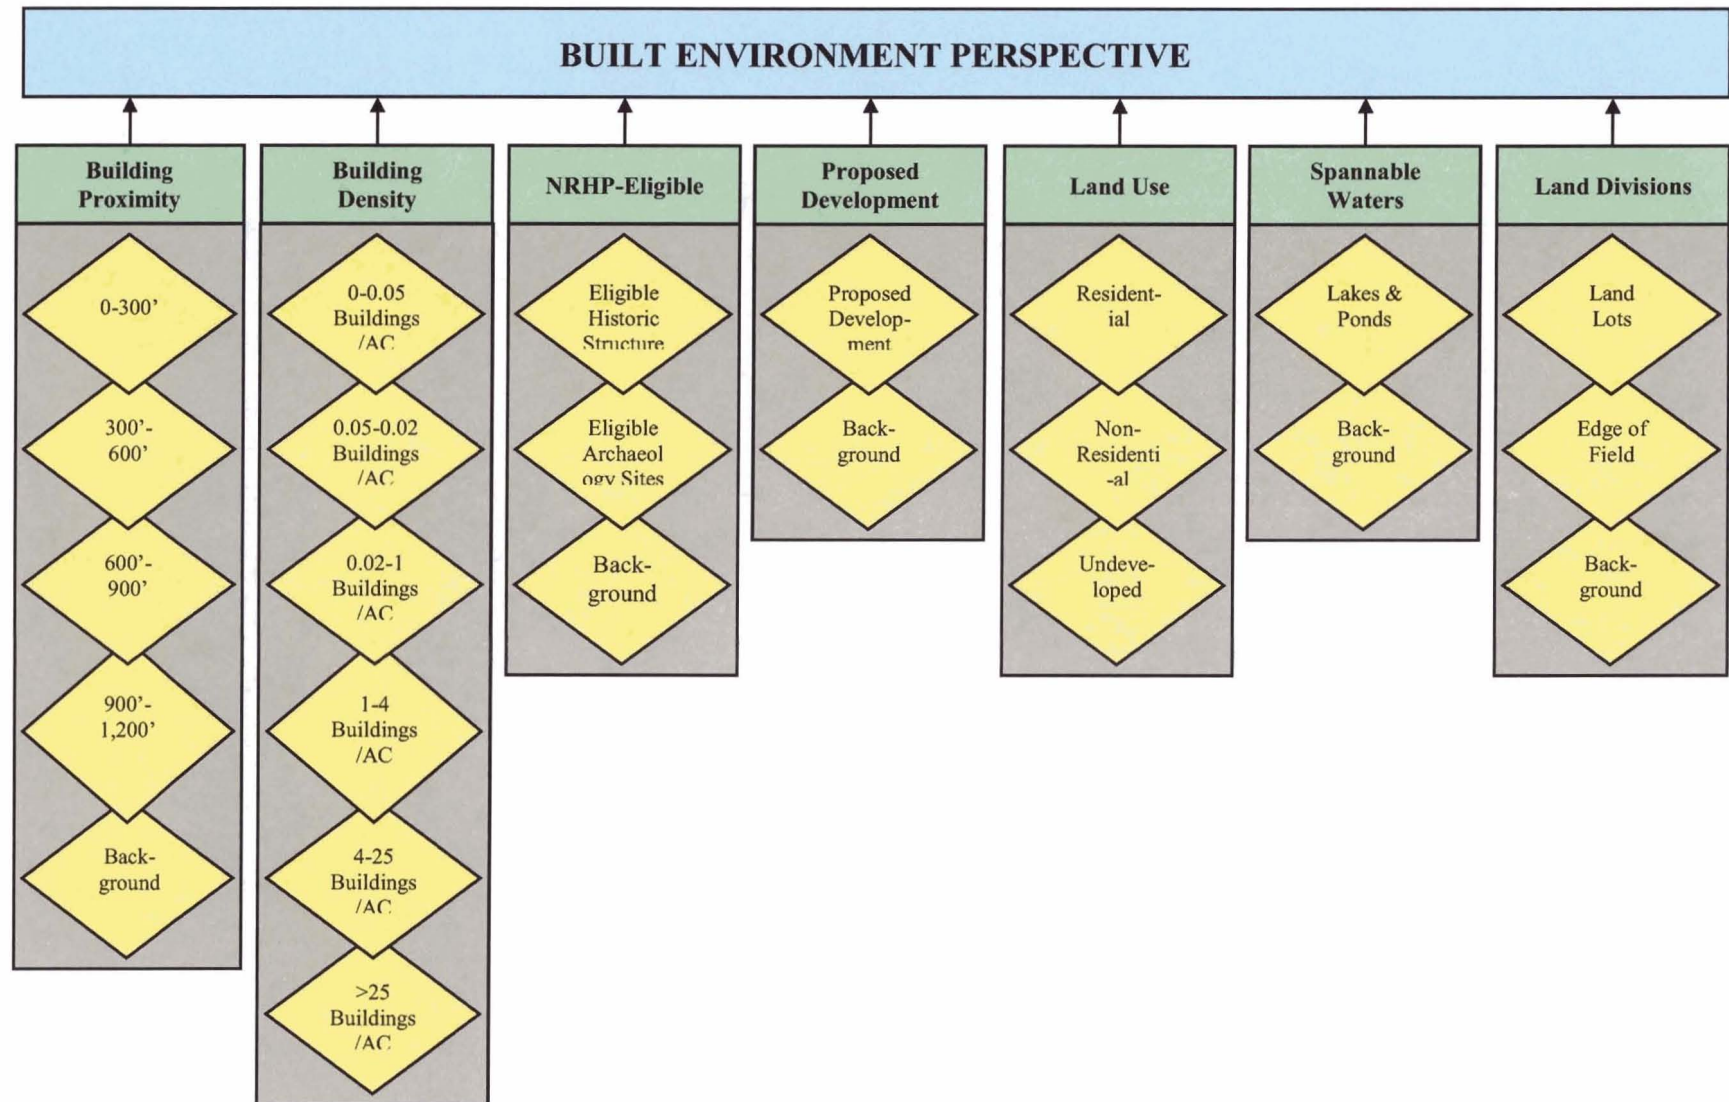 BUILT ENVIRONMENT PERSPECTIVE
Building
Proximity
0-300’
300’-
600’
600’-
900’
900’-
1,200’
Back-
ground
Building
Density
0-0.05
Buildings
/AC
0.05-0.02
Buildings
/AC
0.02-1
Buildings
/AC
1-4
Buildings
/AC
4-25
Buildings
/AC
>25
Buildings
/AC
NRHP-Eligible
Eligible
Historic
Structure
Eligible
Archaeol
ogy Sites
Back-
ground
Proposed
Development
Proposed
Develop-
ment
Back-
ground
Land Use
Resident-
ial
Non-
Residenti
-al
Undeve-
loped
Spannable
Waters
Lakes &
Ponds
Back-
ground
Land Divisions
Land
Lots
Edge of
Field
Back-
ground